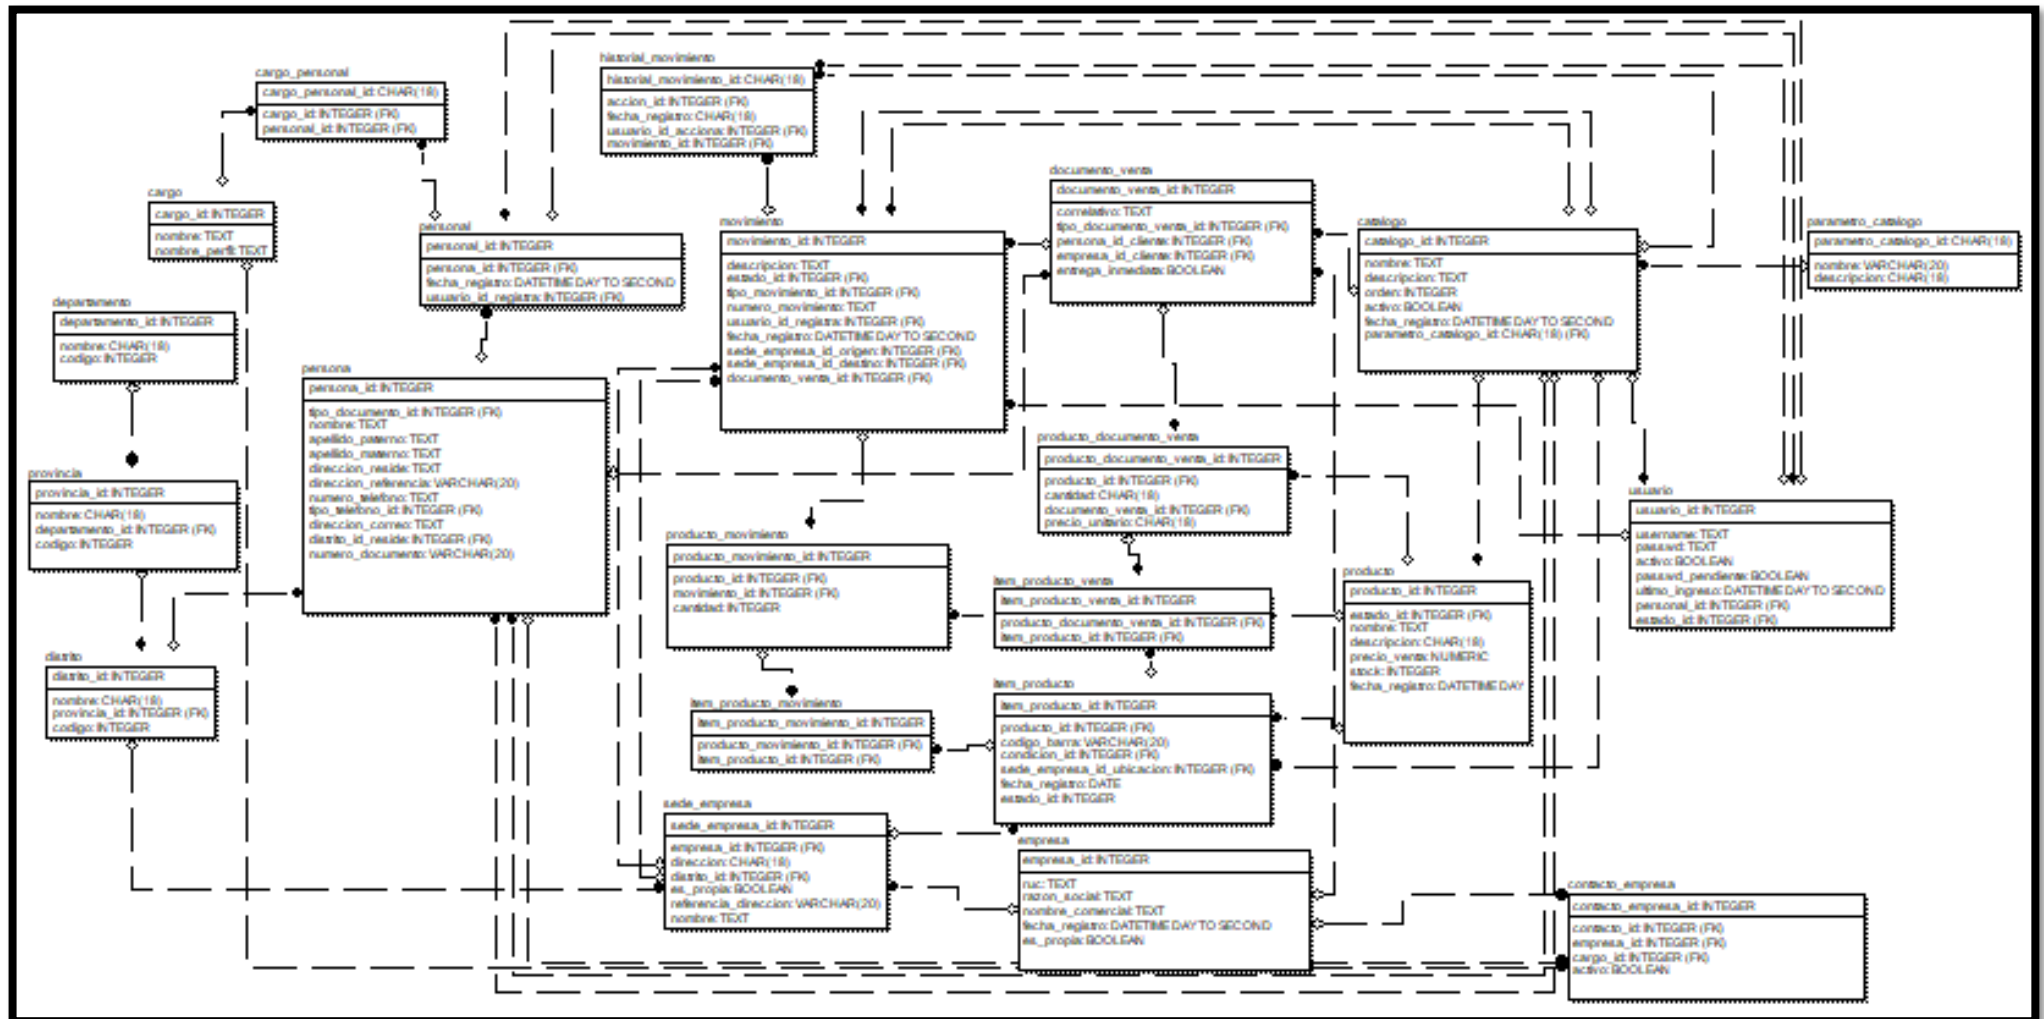 cargo_personal
cargo_personal_id: CHAR(18)
cargo_id: INTEGER (FK)
personal_id: INTEGER (FK)
historial_movimiento
historial_movimiento_id: CHAR(18)
accion_id: INTEGER (FK)
fecha_registro: CHAR(18)
usuario_id_acciona: INTEGER (FK)
movimiento_id: INTEGER (FK)
cargo
cargo_id: INTEGER
nombre: TEXT
nombre_perfil: TEXT
personal
personal_id: INTEGER
persona_id: INTEGER (FK)
fecha_registro: DATETIME DAY TO SECOND
usuario_id_registra: INTEGER (FK)
movimiento
movimiento_id: INTEGER
descripcion: TEXT
estado_id: INTEGER (FK)
tipo_movimiento_id: INTEGER (FK)
numero_movimiento: TEXT
usuario_id_registra: INTEGER (FK)
fecha_registro: DATETIME DAY TO SECOND
sede_empresa_id_origen: INTEGER (FK)
sede_empresa_id_destino: INTEGER (FK)
documento_venta_id: INTEGER (FK)
documento_venta
documento_venta_id: INTEGER
correlativo: TEXT
tipo_documento_venta_id: INTEGER (FK)
persona_id_cliente: INTEGER (FK)
empresa_id_cliente: INTEGER (FK)
entrega_inmediata: BOOLEAN
catalogo
catalogo_id: INTEGER
nombre: TEXT
descripcion: TEXT
orden: INTEGER
activo: BOOLEAN
fecha_registro: DATETIME DAY TO SECOND
parametro_catalogo_id: CHAR(18) (FK)
parametro_catalogo
parametro_catalogo_id: CHAR(18)
nombre: VARCHAR(20)
descripcion: CHAR(18)
departamento
departamento_id: INTEGER
nombre: CHAR(18)
codigo: INTEGER
persona
persona_id: INTEGER
tipo_documento_id: INTEGER (FK)
nombre: TEXT
apellido_paterno: TEXT
apellido_materno: TEXT
direccion_reside: TEXT
direccion_referencia: VARCHAR(20)
numero_telefono: TEXT
tipo_telefono_id: INTEGER (FK)
direccion_correo: TEXT
distrito_id_reside: INTEGER (FK)
numero_documento: VARCHAR(20)
provincia
provincia_id: INTEGER
nombre: CHAR(18)
departamento_id: INTEGER (FK)
codigo: INTEGER
producto_documento_venta
producto_documento_venta_id: INTEGER
producto_id: INTEGER (FK)
cantidad: CHAR(18)
documento_venta_id: INTEGER (FK)
precio_unitario: CHAR(18)
usuario
usuario_id: INTEGER
username: TEXT
passwd: TEXT
activo: BOOLEAN
passwd_pendiente: BOOLEAN
ultimo_ingreso: DATETIME DAY TO SECOND
personal_id: INTEGER (FK)
estado_id: INTEGER (FK)
producto_movimiento
producto_movimiento_id: INTEGER
producto_id: INTEGER (FK)
movimiento_id: INTEGER (FK)
cantidad: INTEGER
item_producto_venta
item_producto_venta_id: INTEGER
producto_documento_venta_id: INTEGER (FK)
item_producto_id: INTEGER (FK)
producto
producto_id: INTEGER
estado_id: INTEGER (FK)
nombre: TEXT
descripcion: CHAR(18)
precio_venta: NUMERIC
stock: INTEGER
fecha_registro: DATETIME DAY
distrito
distrito_id: INTEGER
nombre: CHAR(18)
provincia_id: INTEGER (FK)
codigo: INTEGER
item_producto_movimiento
item_producto_movimiento_id: INTEGER
producto_movimiento_id: INTEGER (FK)
item_producto_id: INTEGER (FK)
item_producto
item_producto_id: INTEGER
producto_id: INTEGER (FK)
codigo_barra: VARCHAR(20)
condicion_id: INTEGER (FK)
sede_empresa_id_ubicacion: INTEGER (FK)
fecha_registro: DATE
estado_id: INTEGER
sede_empresa
sede_empresa_id: INTEGER
empresa_id: INTEGER (FK)
direccion: CHAR(18)
distrito_id: INTEGER (FK)
es_propia: BOOLEAN
referencia_direccion: VARCHAR(20)
nombre: TEXT
empresa
empresa_id: INTEGER
ruc: TEXT
razon_social: TEXT
nombre_comercial: TEXT
fecha_registro: DATETIME DAY TO SECOND
es_propia: BOOLEAN
contacto_empresa
contacto_empresa_id: INTEGER
contacto_id: INTEGER (FK)
empresa_id: INTEGER (FK)
cargo_id: INTEGER (FK)
activo: BOOLEAN